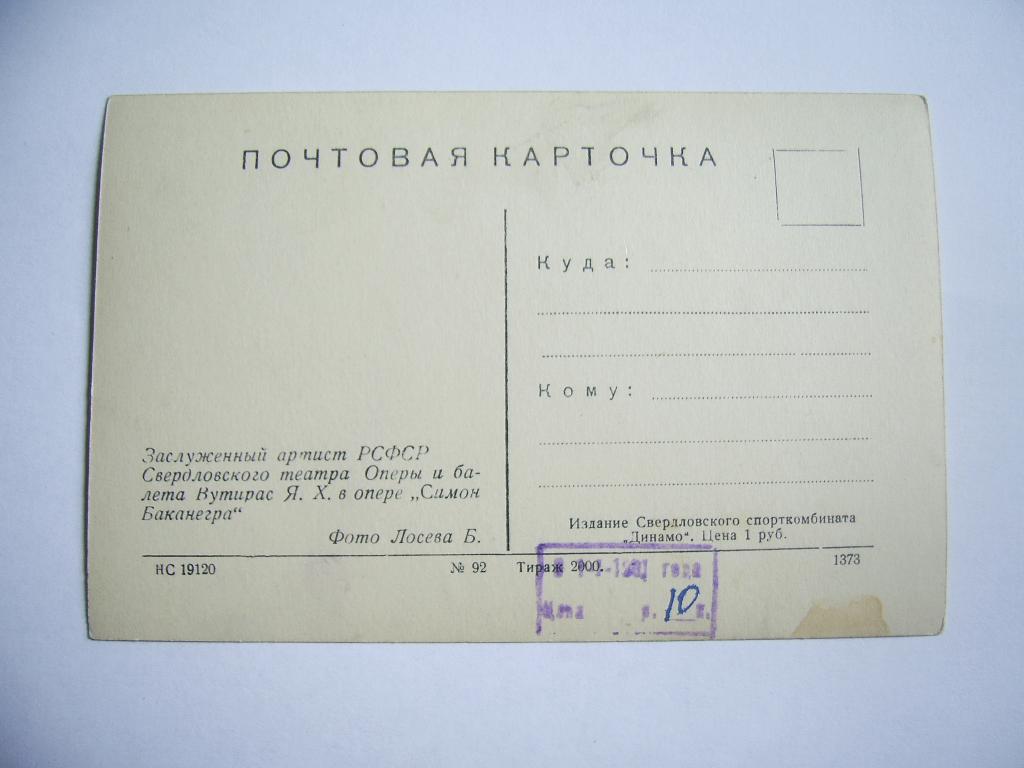 ПОЧТОВАЯ КАРТОЧКА
Куда:
Кому:
Заслуженный артист РСФСР
Свердловского театра Оперы и ба-
лета Вутирас Я. Х. в опере „Симон
Баканегра“
Фото Лосева Б.
Издание Свердловского спорткомбината
„Динамо“. Цена 1 руб.
НС 19120 № 92 Тираж 2000. 1373
года
Цена р. 10 к.